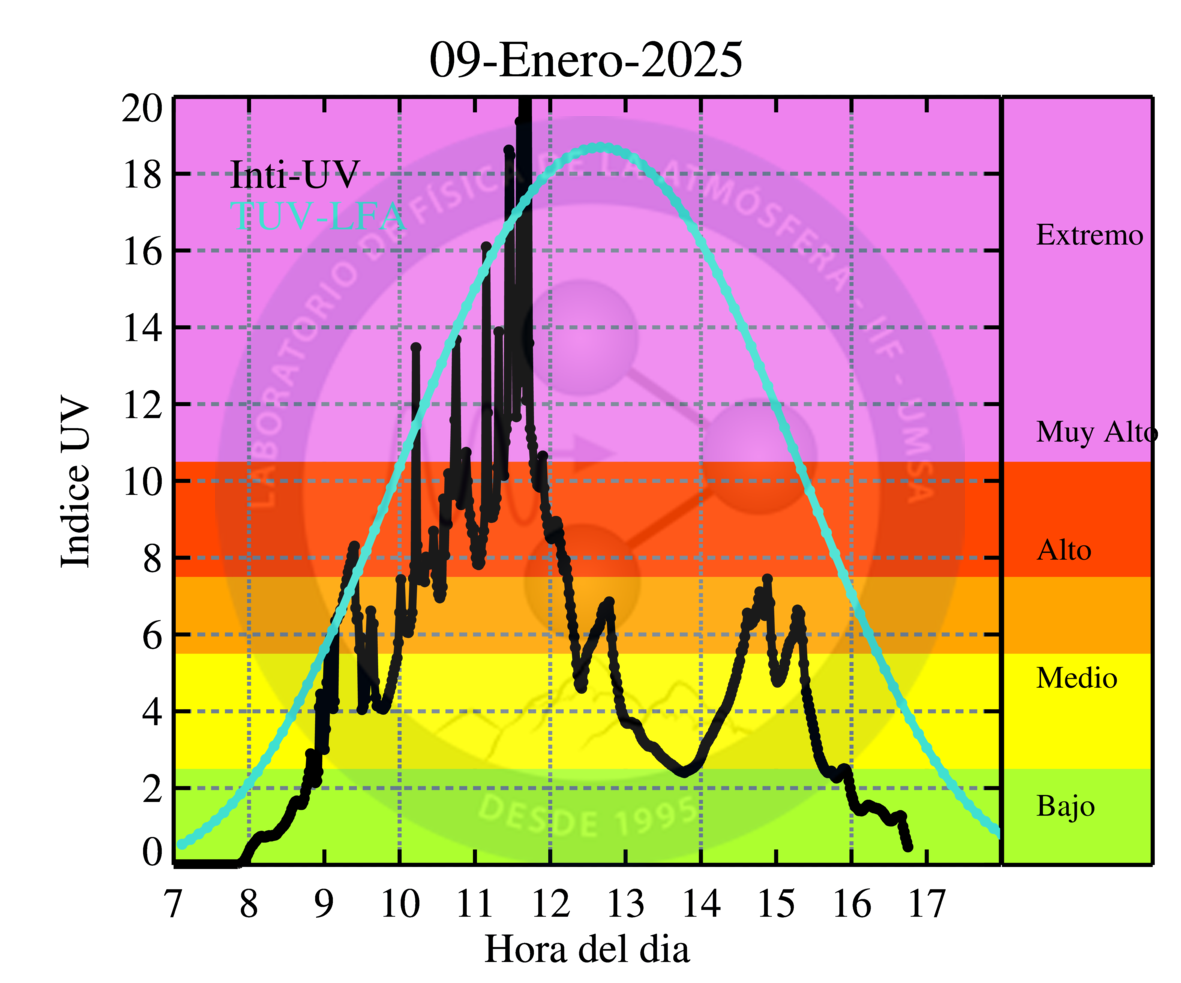 09-Enero-2025
Inti-UV
TUV-LFA
LABORATORIO DE FÍSICA DE LA ATMÓSFERA - IIF - UMSA
DESDE 1995
Indice UV
20
18
16
14
12
10
8
6
4
2
0
7 8 9 10 11 12 13 14 15 16 17
Hora del dia
Extremo
Muy Alto
Alto
Medio
Bajo